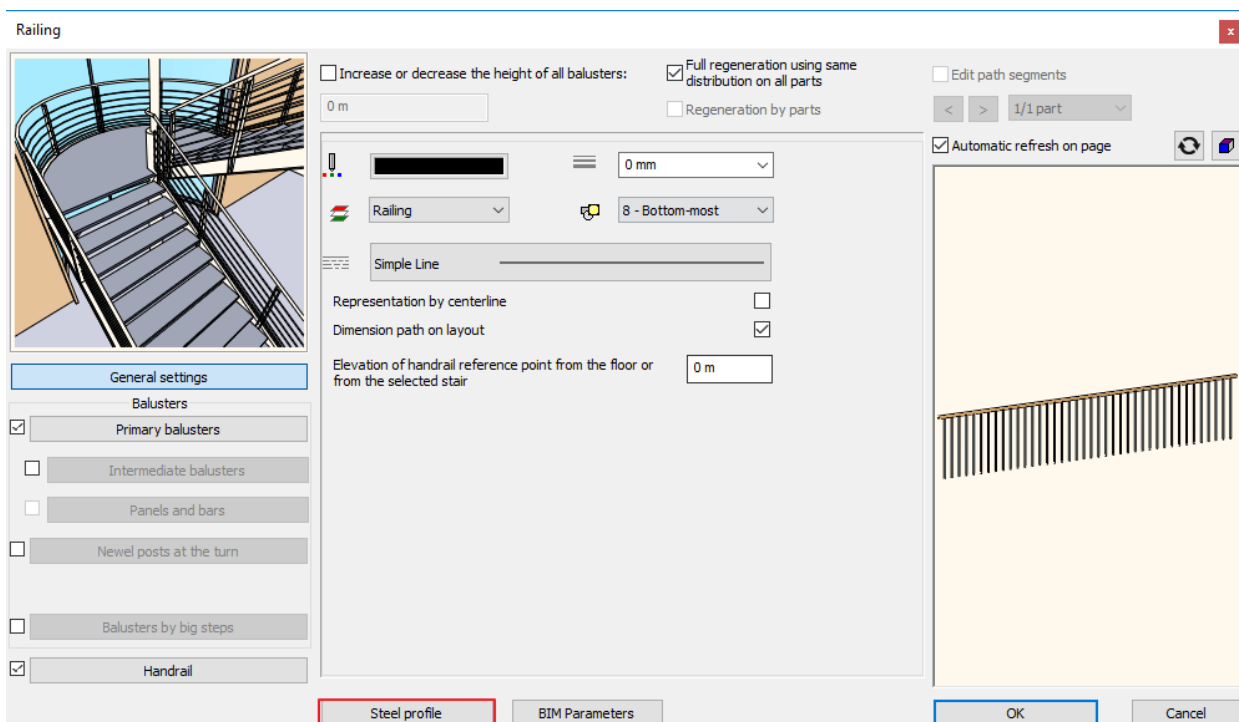 Railing
x
Increase or decrease the height of all balusters:
0 m
Full regeneration using same
distribution on all parts
Regeneration by parts
Edit path segments
< > 1/1 part
Automatic refresh on page
0 mm
Railing
8 - Bottom-most
Simple Line
Representation by centerline
Dimension path on layout
Elevation of handrail reference point from the floor or
from the selected stair
0 m
General settings
Balusters
Primary balusters
Intermediate balusters
Panels and bars
Newel posts at the turn
Balusters by big steps
Handrail
Steel profile
BIM Parameters
OK
Cancel